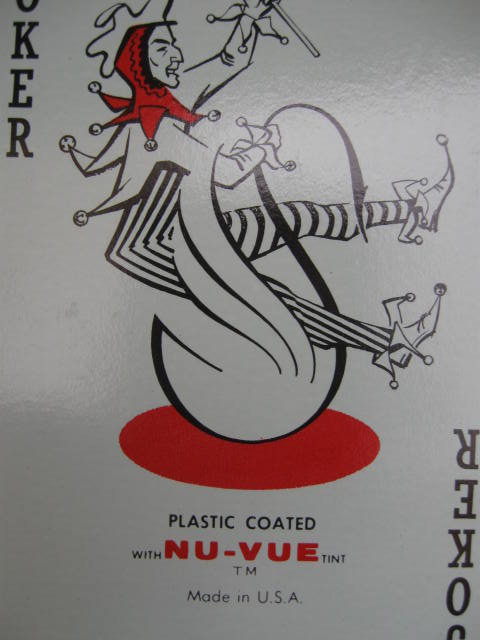 OKER
PLASTIC COATED
WITH NU-VUE TINT
TM
Made in U.S.A.
JOKER